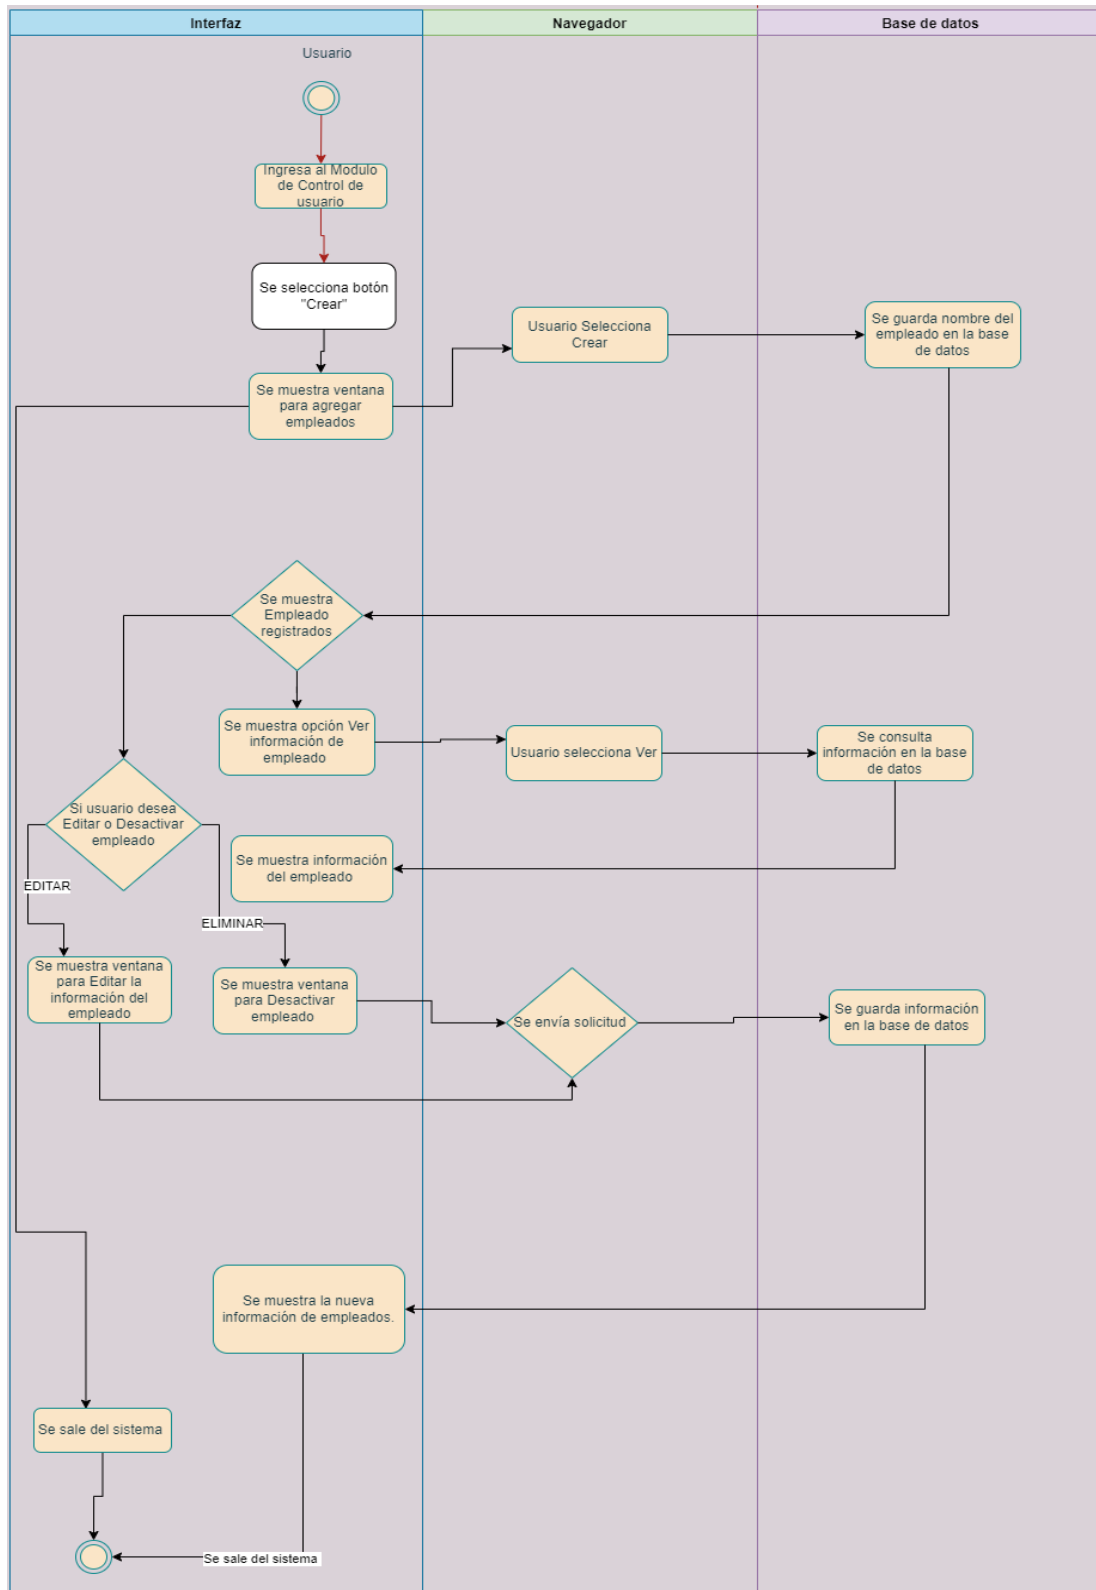 Interfaz
Navegador
Base de datos
Usuario
Ingresa al Modulo
de Control de
usuario
Se selecciona botón
"Crear"
Usuario Selecciona
Crear
Se guarda nombre del
empleado en la base
de datos
Se muestra ventana
para agregar
empleados
Se muestra
Empleado
registrados
Se muestra opción Ver
información de
empleado
Usuario selecciona Ver
Se consulta
información en la base
de datos
Si usuario desea
Editar o Desactivar
empleado
Se muestra información
del empleado
EDITAR
ELIMINAR
Se muestra ventana
para Editar la
información del
empleado
Se muestra ventana
para Desactivar
empleado
Se envía solicitud
Se guarda información
en la base de datos
Se muestra la nueva
información de empleados.
Se sale del sistema
Se sale del sistema